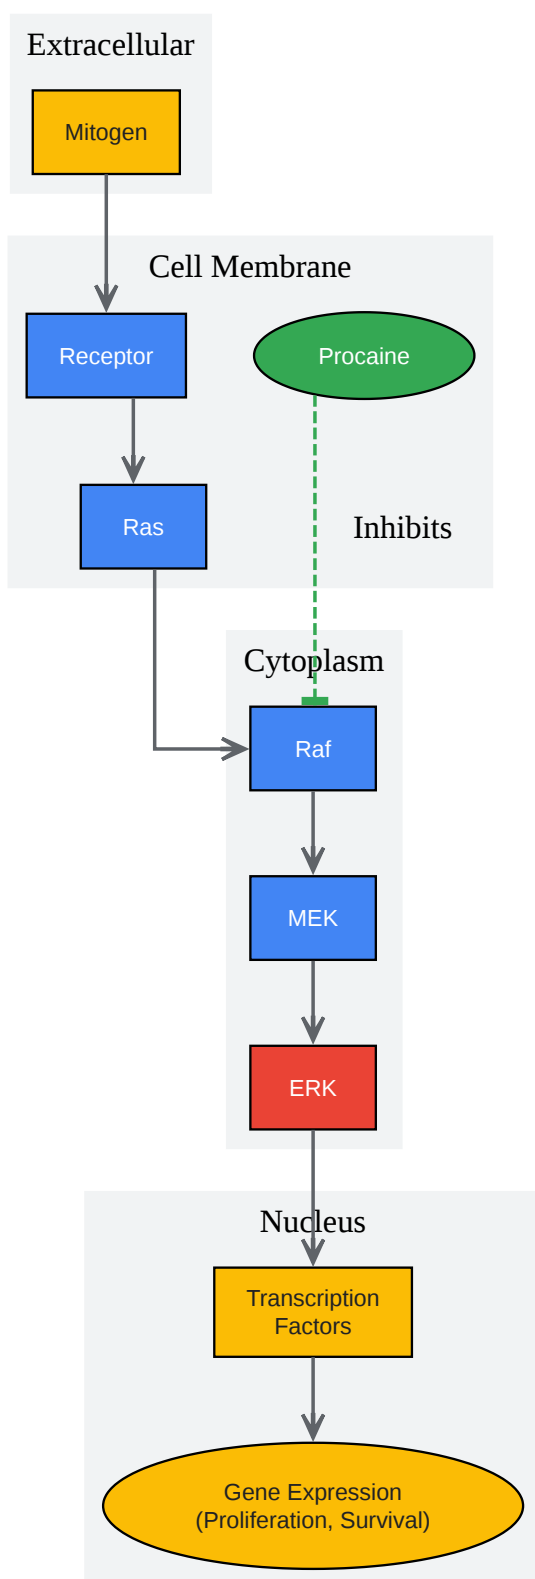 Extracellular
Mitogen
Cell Membrane
Receptor
Procaine
Ras
Inhibits
Cytoplasm
Raf
MEK
ERK
Nucleus
Transcription
Factors
Gene Expression
(Proliferation, Survival)